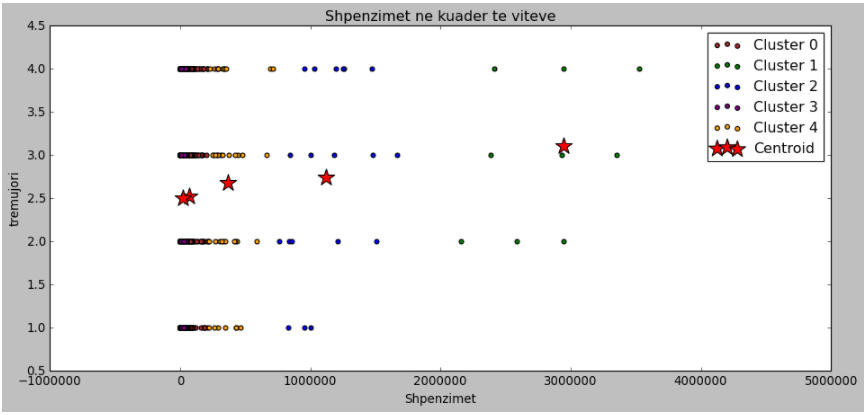 Shpenzimet ne kuader te viteve
4.5
4.0
3.5
3.0
2.5
2.0
1.5
1.0
0.5
tremujori
−1000000 0 1000000 2000000 3000000 4000000 5000000
Shpenzimet
Cluster 0
Cluster 1
Cluster 2
Cluster 3
Cluster 4
Centroid